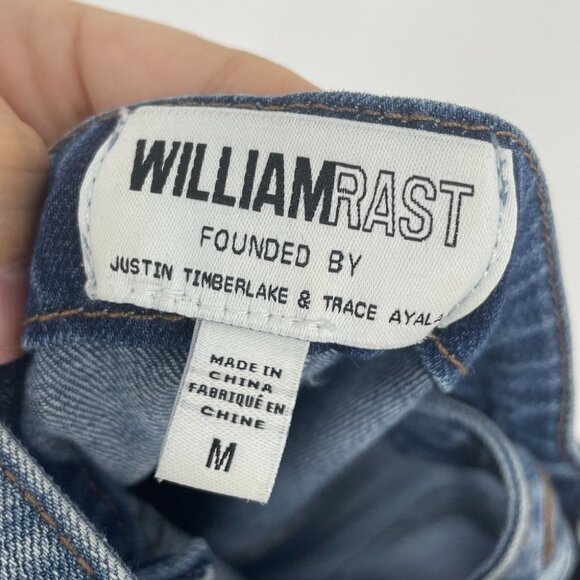 WILLIAMRAST
FOUNDED BY
JUSTIN TIMBERLAKE & TRACE AYALA
MADE IN
CHINA
FABRIQUÉ EN
CHINE
M